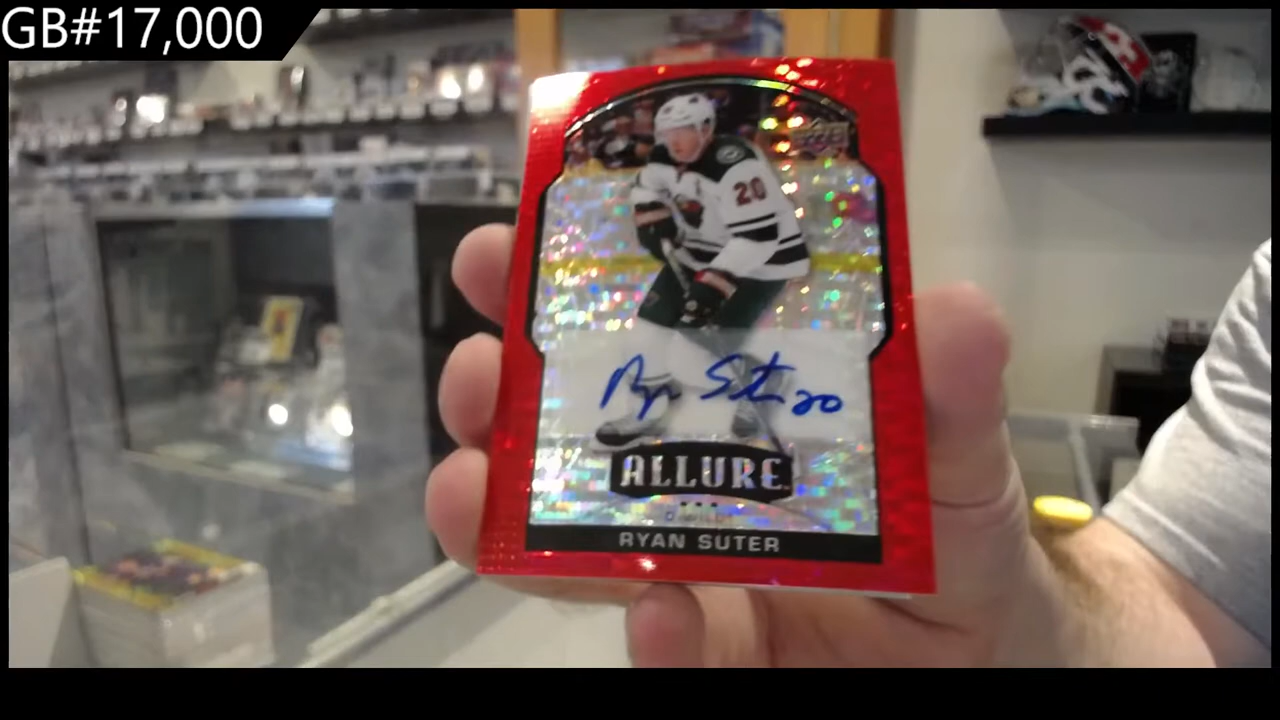 GB#17,000
20
Ryan Suter 20
ALLURE
RYAN SUTER